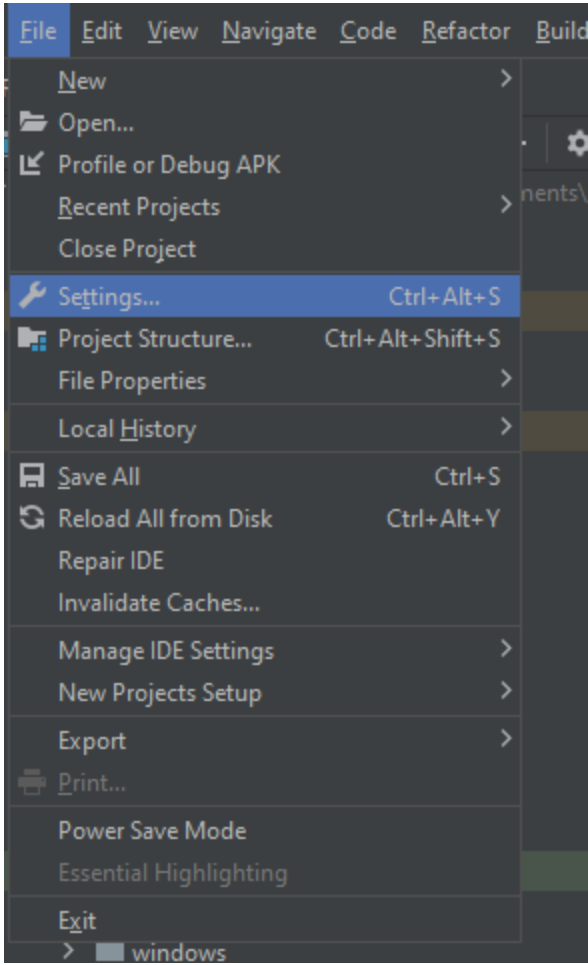 File Edit View Navigate Code Refactor Build
New
Open...
Profile or Debug APK
Recent Projects
ments\
Close Project
Settings... Ctrl+Alt+S
Project Structure... Ctrl+Alt+Shift+S
File Properties
Local History
Save All Ctrl+S
Reload All from Disk Ctrl+Alt+Y
Repair IDE
Invalidate Caches...
Manage IDE Settings
New Projects Setup
Export
Print...
Power Save Mode
Essential Highlighting
Exit
windows